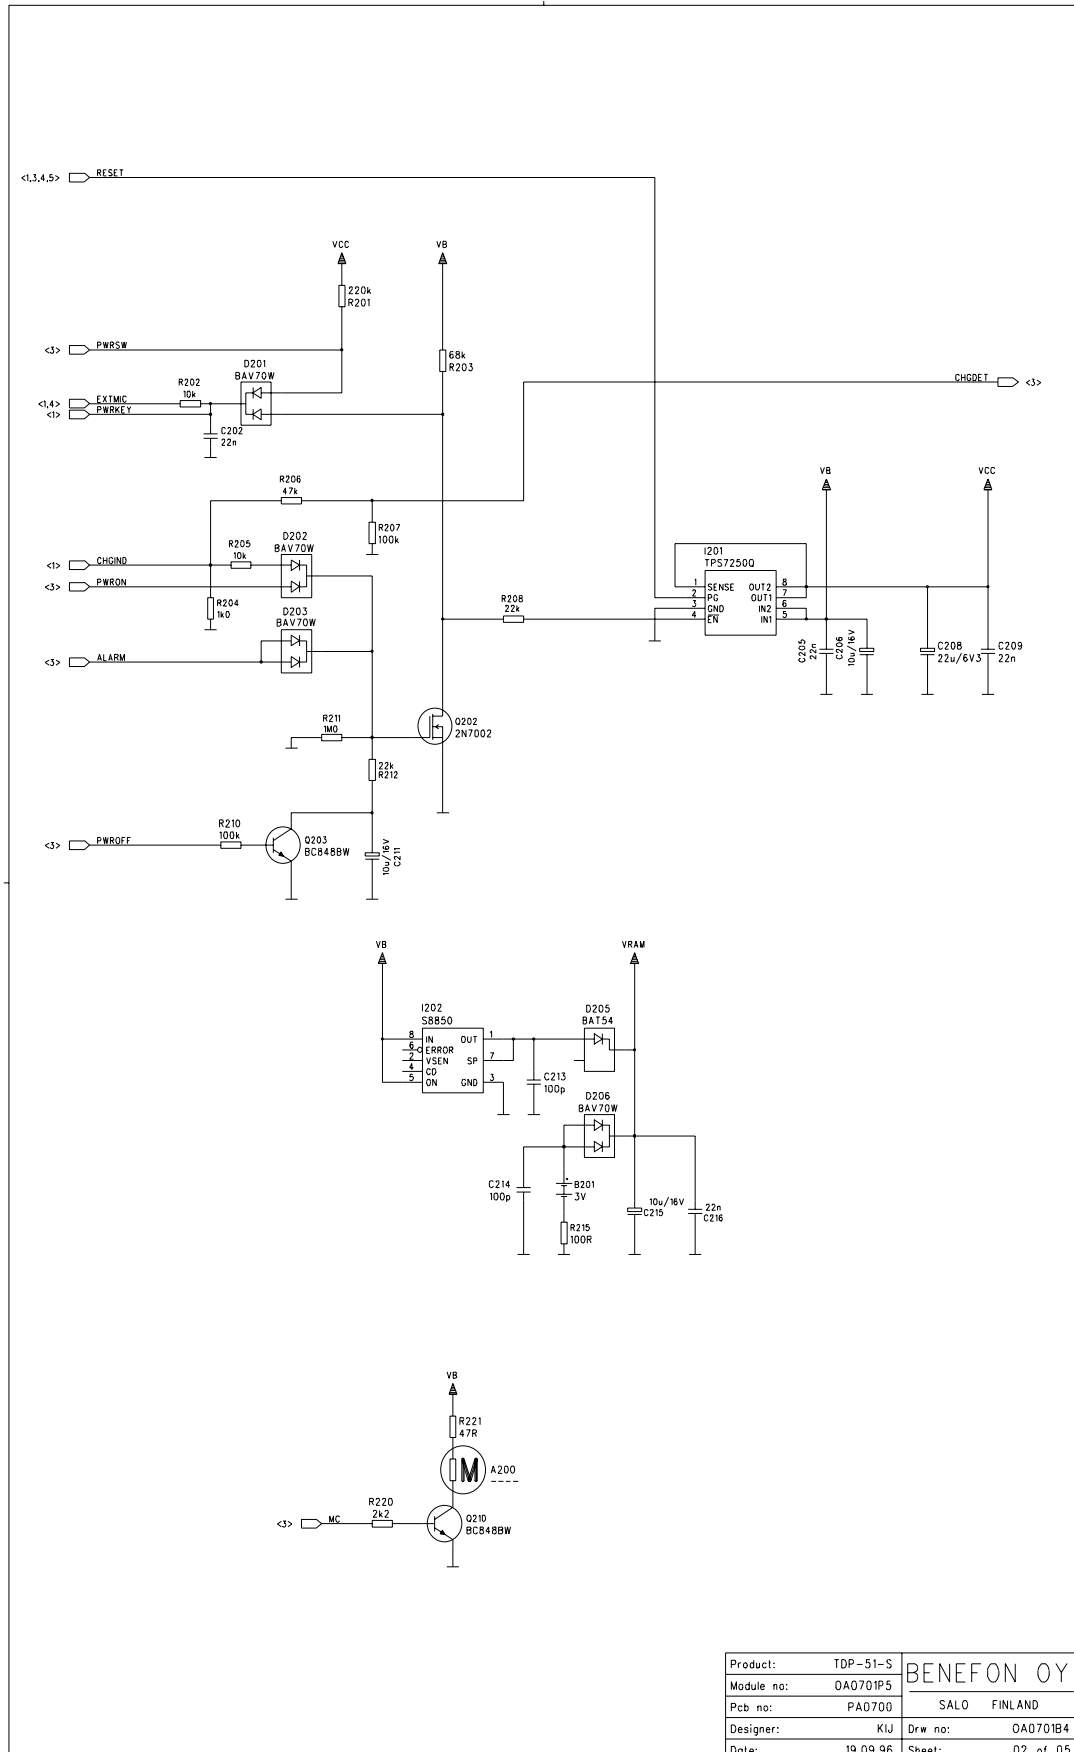 <1,3,4,5> RESET
VCC
VB
220k
R201
<3> PWRSW
68k
R203
D201
BAV70W
R202
10k
CHGDET <3>
<1,4> EXTMIC
<1> PWRKEY
C202
22n
R206
47k
VB
VCC
R207
100k
D202
BAV70W
R205
10k
<1> CHGIND
<3> PWRON
I201
TPS7250Q
1 SENSE OUT2 8
2 PG OUT1 7
3 GND IN2 6
4 EN IN1 5
R204
1k0
D203
BAV70W
R208
22k
<3> ALARM
C205
22n
C206
10u/16V
C208
22u/6V3
C209
22n
R211
1M0
Q202
2N7002
22k
R212
R210
100k
<3> PWROFF
Q203
BC848BW
10u/16V
C211
VB
VRAM
I202
S8850
D205
BAT54
8 IN OUT 1
6 ERROR
2 VSEN SP 7
4 CD
5 ON GND 3
C213
100p
D206
BAV70W
C214
100p
B201
3V
10u/16V
C215
22n
C216
R215
100R
VB
R221
47R
M A200
R220
2k2
<3> MC
Q210
BC848BW
Product: TDP-51-S
BENEFON OY
Module no: 0A0701P5
SALO FINLAND
Pcb no: PA0700
Designer: KIJ
Drw no: 0A0701B4
Date: 19.09.96
Sheet: 02 of 05